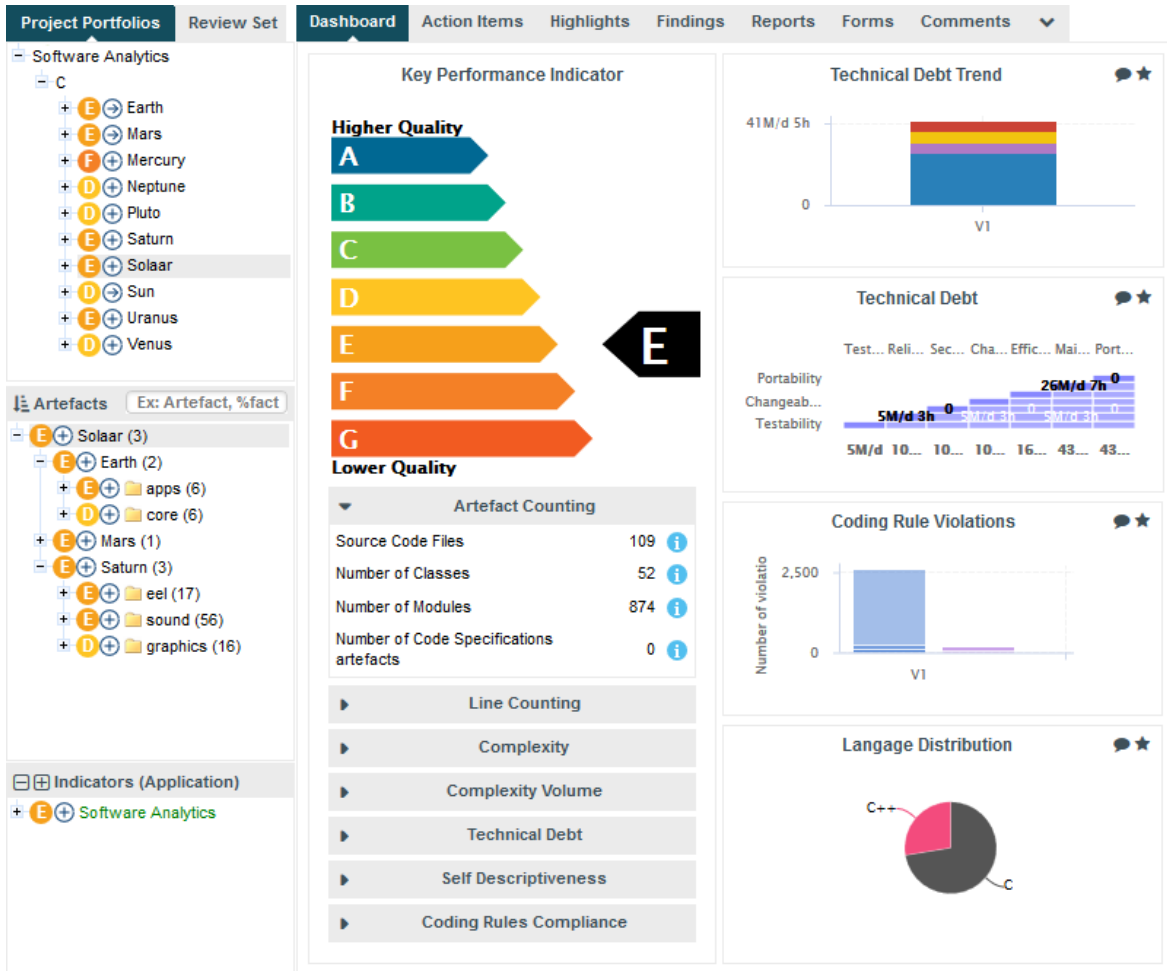 Project Portfolios
Review Set
Software Analytics
C
E Earth
E Mars
F Mercury
D Neptune
D Pluto
E Saturn
E Solaar
D Sun
E Uranus
D Venus
Artefacts
Ex: Artefact, %fact
E Solaar (3)
E Earth (2)
E apps (6)
D core (6)
E Mars (1)
E Saturn (3)
E eel (17)
E sound (56)
D graphics (16)
Indicators (Application)
E Software Analytics
Dashboard Action Items Highlights Findings Reports Forms Comments
Key Performance Indicator
Higher Quality
A
B
C
D
E
E
F
G
Lower Quality
Artefact Counting
Source Code Files 109
Number of Classes 52
Number of Modules 874
Number of Code Specifications
artefacts 0
Line Counting
Complexity
Complexity Volume
Technical Debt
Self Descriptiveness
Coding Rules Compliance
Technical Debt Trend
41M/d 5h
0
V1
Technical Debt
Test... Reli... Sec... Cha... Effic... Mai... Port...
Portability
Changeab...
Testability
26M/d 7h 0
5M/d 3h 0 5M/d 3h 0 5M/d 3h 0
5M/d 10... 10... 10... 16... 43... 43...
Coding Rule Violations
Number of violatio
2,500
0
V1
Langage Distribution
C++
C